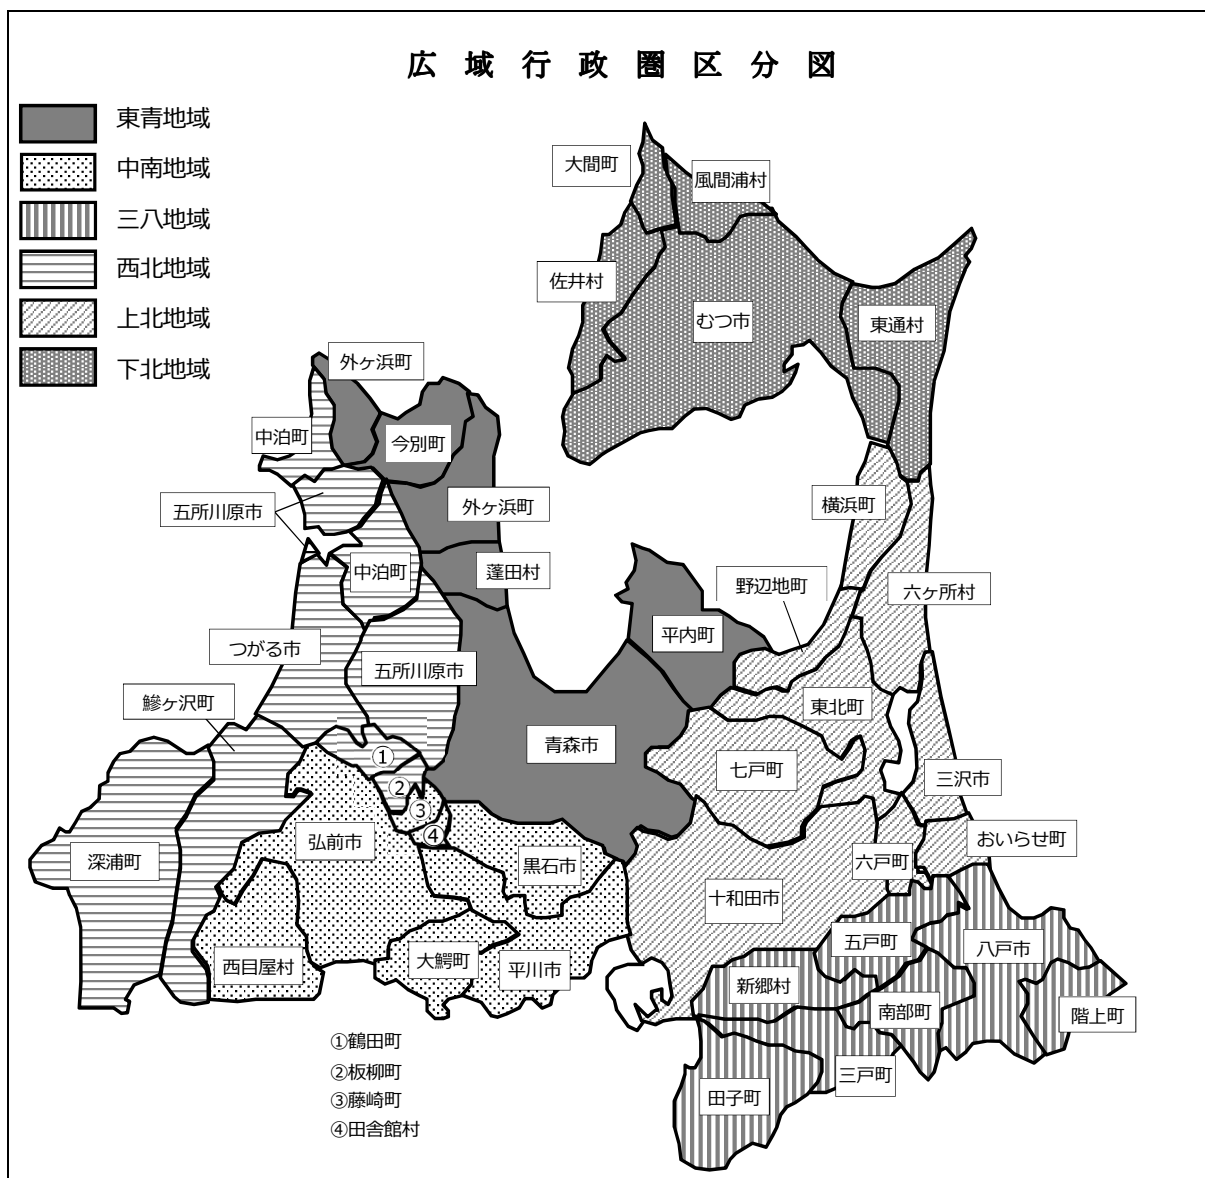 広域行政圏区分図
東青地域
中南地域
三八地域
西北地域
上北地域
下北地域
大間町
風間浦村
佐井村
むつ市
東通村
外ヶ浜町
中泊町
今別町
五所川原市
外ヶ浜町
横浜町
中泊町
蓬田村
野辺地町
六ヶ所村
平内町
つがる市
五所川原市
鰺ヶ沢町
東北町
青森市
①
七戸町
三沢市
②
③
④
おいらせ町
弘前市
深浦町
黒石市
六戸町
十和田市
五戸町
八戸市
西目屋村
大鰐町
平川市
新郷村
南部町
階上町
三戸町
田子町
①鶴田町
②板柳町
③藤崎町
④田舎館村